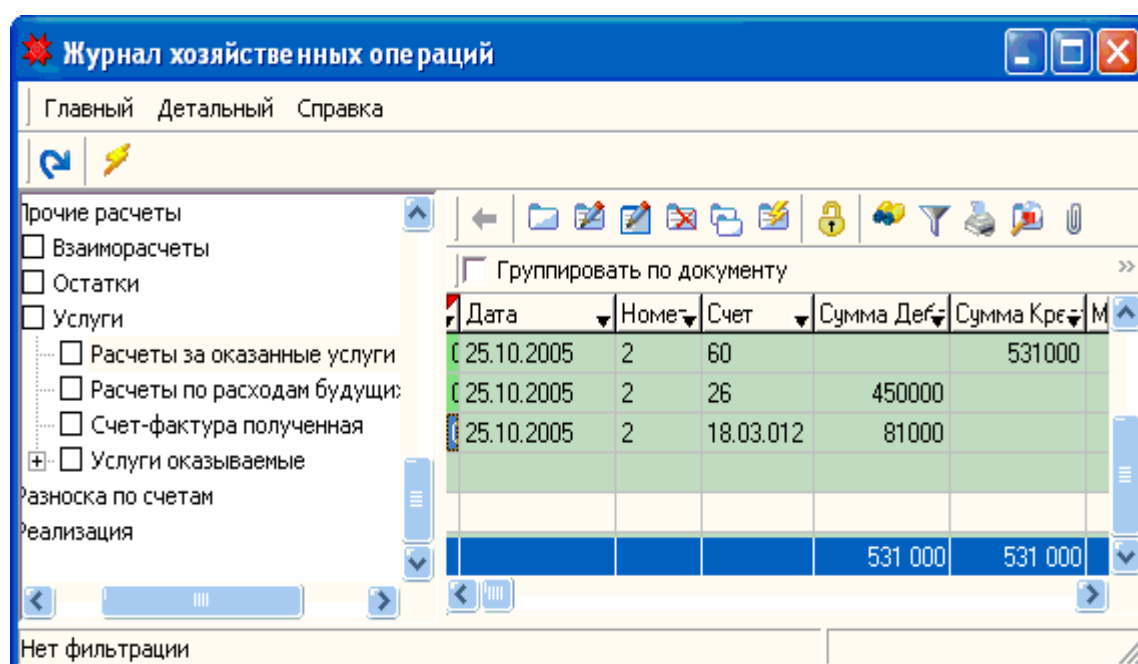 Журнал хозяйственных операций
Главный Детальный Справка
Прочие расчеты
Взаиморасчеты
Остатки
Услуги
Расчеты за оказанные услуги
Расчеты по расходам будущих
Счет-фактура полученная
Услуги оказываемые
Разноска по счетам
Реализация
Группировать по документу
Дата Номе Счет Сумма Деб Сумма Кре М
25.10.2005 2 60 531000
25.10.2005 2 26 450000
25.10.2005 2 18.03.012 81000
531 000 531 000
Нет фильтрации